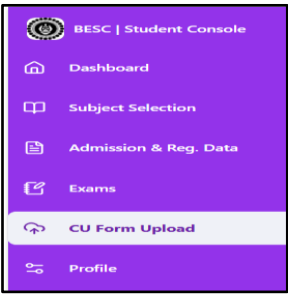 BESC | Student Console
Dashboard
Subject Selection
Admission & Reg. Data
Exams
CU Form Upload
Profile